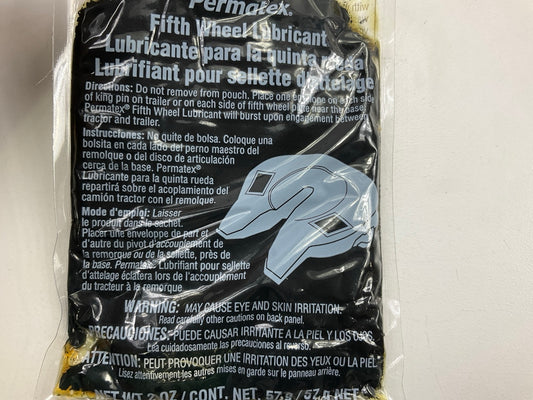 Permatex®
Fifth Wheel Lubricant
Lubricante para la quinta rueda
Lubrifiant pour sellette d'attelage
Directions: Do not remove from pouch. Place one envelope on each side
of king pin on trailer or on each side of fifth wheel plate near the base.
Permatex® Fifth Wheel Lubricant will burst upon engagement between
tractor and trailer.
Instrucciones: No quite de bolsa. Coloque una
bolsita en cada lado del perno maestro del
remolque o del disco de articulación
cerca de la base. Permatex®
Lubricante para la quinta rueda
repartirá sobre el acoplamiento del
camión tractor con el remolque.
Mode d'emploi: Laisser
le produit dans le sachet.
Placer une enveloppe de part et
d'autre du pivot d'accouplement de
la remorque ou de la sellette, près de
la base. Permatex® Lubrifiant pour sellette
d'attelage éclatera lors de l'accouplement
du tracteur à la remorque
WARNING: MAY CAUSE EYE AND SKIN IRRITATION.
Read carefully other cautions on back panel.
PRECAUCIONES: PUEDE CAUSAR IRRITANTE A LA PIEL Y LOS OJOS.
Lea cuidadosamente las precauciones al reverso.
ATTENTION: PEUT PROVOQUER UNE IRRITATION DES YEUX OU LA PIEL
Lisez attentivement les autres mises en garde sur le panneau arrière.
NET WT 2 OZ / CONT. NET. 57g / 57 g NET